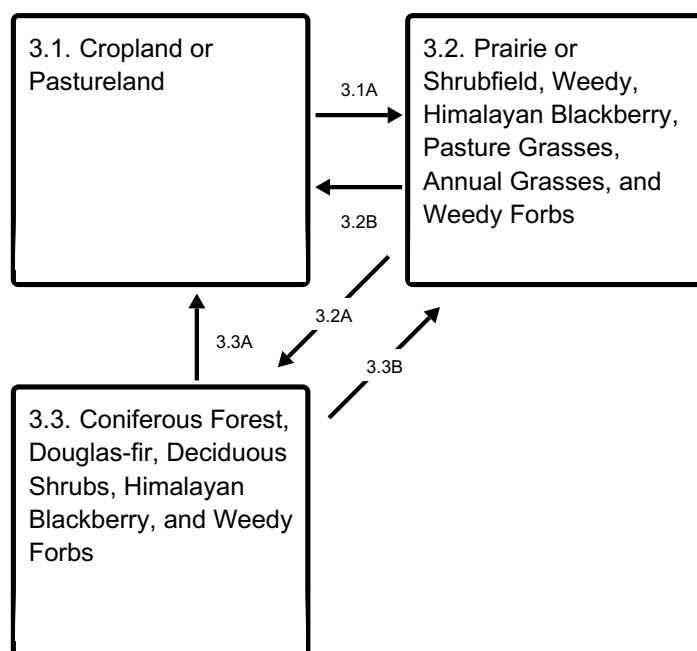 3.1. Cropland or
Pastureland
3.1A
3.2. Prairie or
Shrubfield, Weedy,
Himalayan Blackberry,
Pasture Grasses,
Annual Grasses, and
Weedy Forbs
3.2B
3.2A
3.3A
3.3B
3.3. Coniferous Forest,
Douglas-fir, Deciduous
Shrubs, Himalayan
Blackberry, and Weedy
Forbs